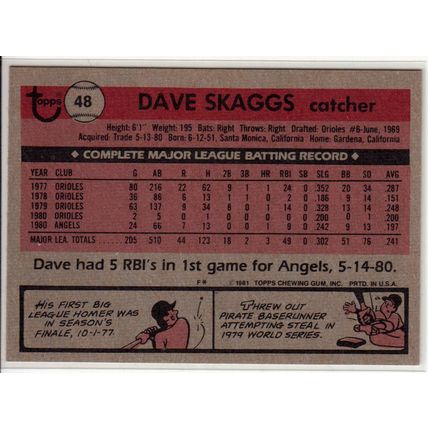 topps 48 DAVE SKAGGS catcher
Height: 6'1" Weight: 195 Bats: Right Throws: Right Drafted: Orioles #6-June, 1969
Acquired: Trade 5-13-80 Born: 6-12-51, Santa Monica, California Home: Gardena, California
COMPLETE MAJOR LEAGUE BATTING RECORD
YEAR CLUB G AB R H 2B 3B HR RBI SB SLG BB SO AVG.
1977 ORIOLES 80 216 22 62 9 1 1 24 0 .352 20 34 .287
1978 ORIOLES 36 86 6 13 1 1 0 2 0 .186 9 14 .151
1979 ORIOLES 63 137 9 34 8 0 1 14 0 .328 13 14 .248
1980 ORIOLES 2 5 0 1 0 0 0 0 0 .200 0 .200
1980 ANGELS 24 66 7 13 0 0 1 9 0 .242 9 13 .197
MAJOR LEA. TOTALS 205 510 44 123 18 2 3 49 0 .302 51 76 .241
Dave had 5 RBI's in 1st game for Angels, 5-14-80.
F* © 1981 TOPPS CHEWING GUM, INC. PRTD. IN U.S.A.
HIS FIRST BIG
LEAGUE HOMER WAS
IN SEASON'S
FINALE, 10-1-77.
THREW OUT
PIRATE BASERUNNER
ATTEMPTING STEAL IN
1979 WORLD SERIES.